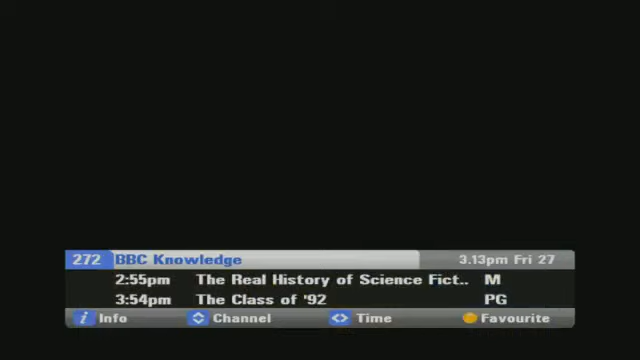 272 BBC Knowledge 3.13pm Fri 27
2:55pm The Real History of Science Fict.. M
3:54pm The Class of '92 PG
i Info Channel Time Favourite